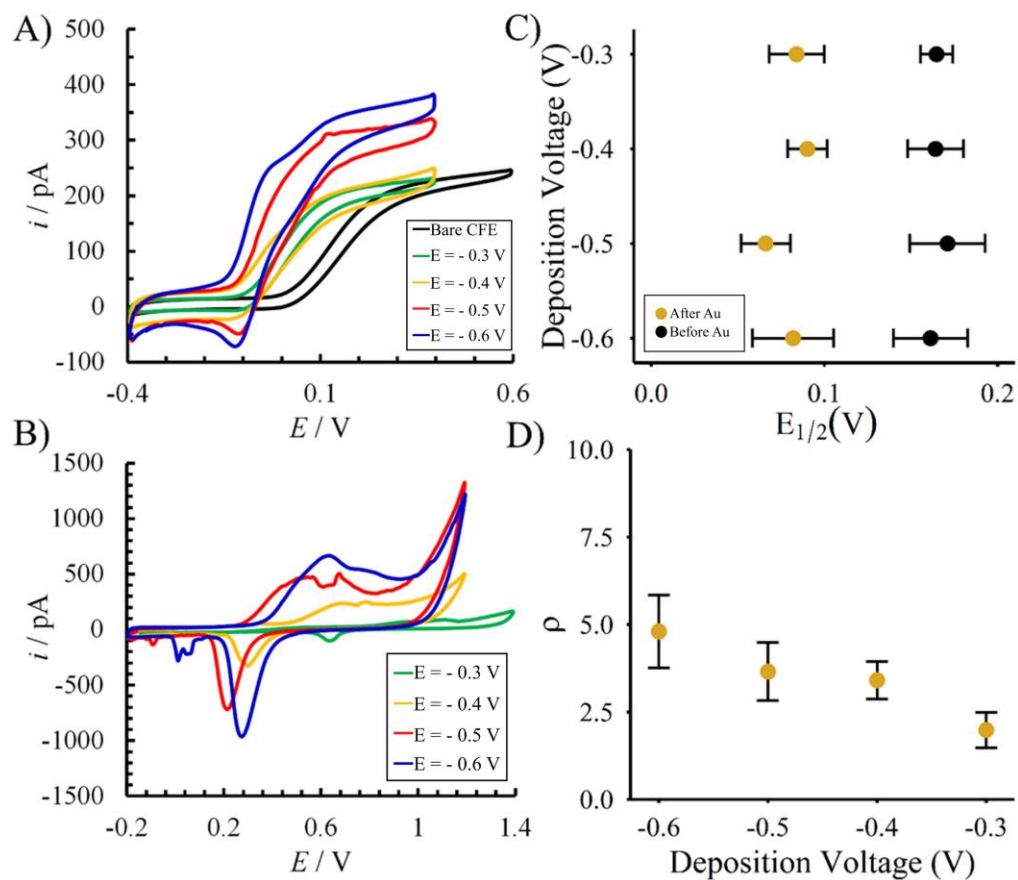 A)
i / pA
500
400
300
200
100
0
-100
-0.4
0.1
0.6
E / V
Bare CFE
E = - 0.3 V
E = - 0.4 V
E = - 0.5 V
E = - 0.6 V
C)
Deposition Voltage (V)
-0.3
-0.4
-0.5
-0.6
After Au
Before Au
0.0
0.1
0.2
E1/2(V)
B)
i / pA
1500
1000
500
0
-500
-1000
-1500
-0.2
0.2
0.6
1
1.4
E / V
E = - 0.3 V
E = - 0.4 V
E = - 0.5 V
E = - 0.6 V
D)
ρ
10.0
7.5
5.0
2.5
0.0
-0.6
-0.5
-0.4
-0.3
Deposition Voltage (V)